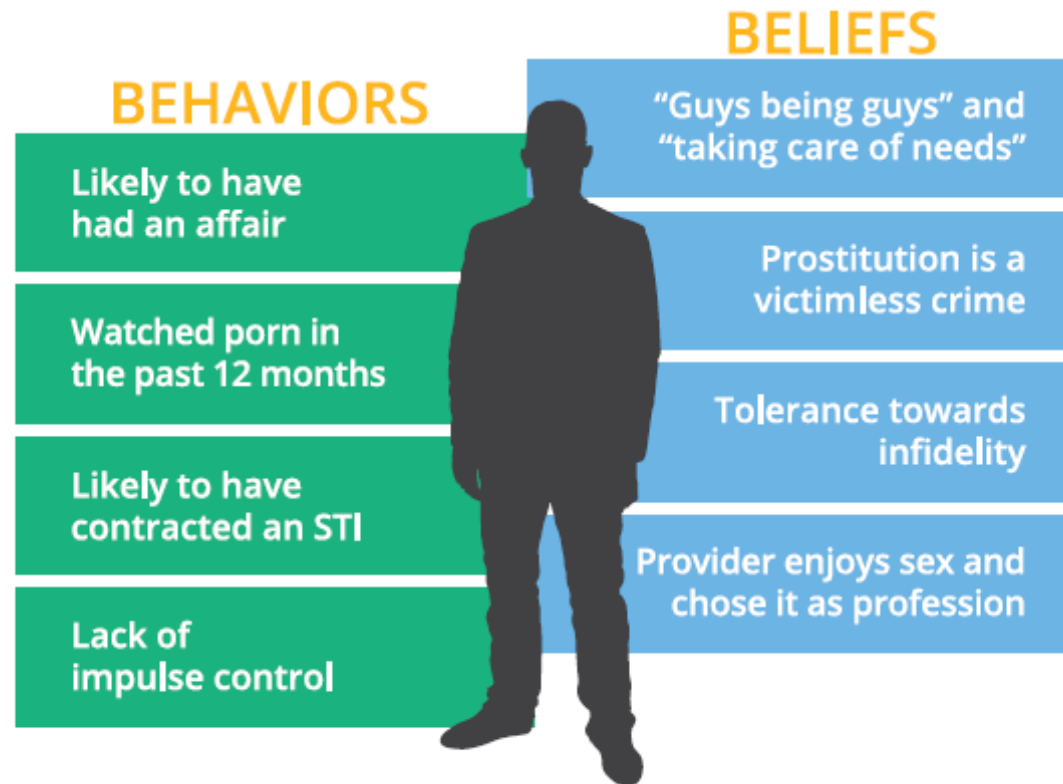 BEHAVIORS
Likely to have
had an affair
Watched porn in
the past 12 months
Likely to have
contracted an STI
Lack of
impulse control
BELIEFS
“Guys being guys” and
“taking care of needs”
Prostitution is a
victimless crime
Tolerance towards
infidelity
Provider enjoys sex and
chose it as profession